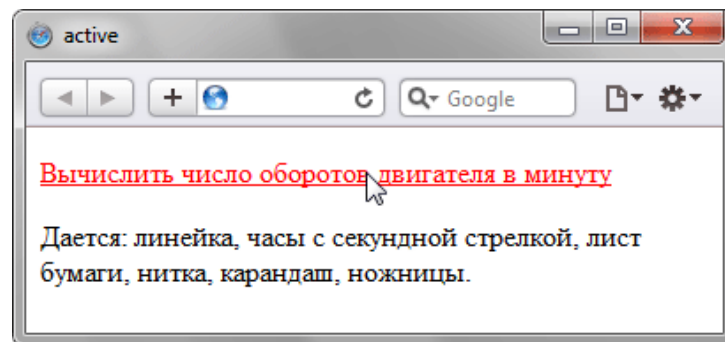 active
Google
Вычислить число оборотов двигателя в минуту
Дается: линейка, часы с секундной стрелкой, лист
бумаги, нитка, карандаш, ножницы.